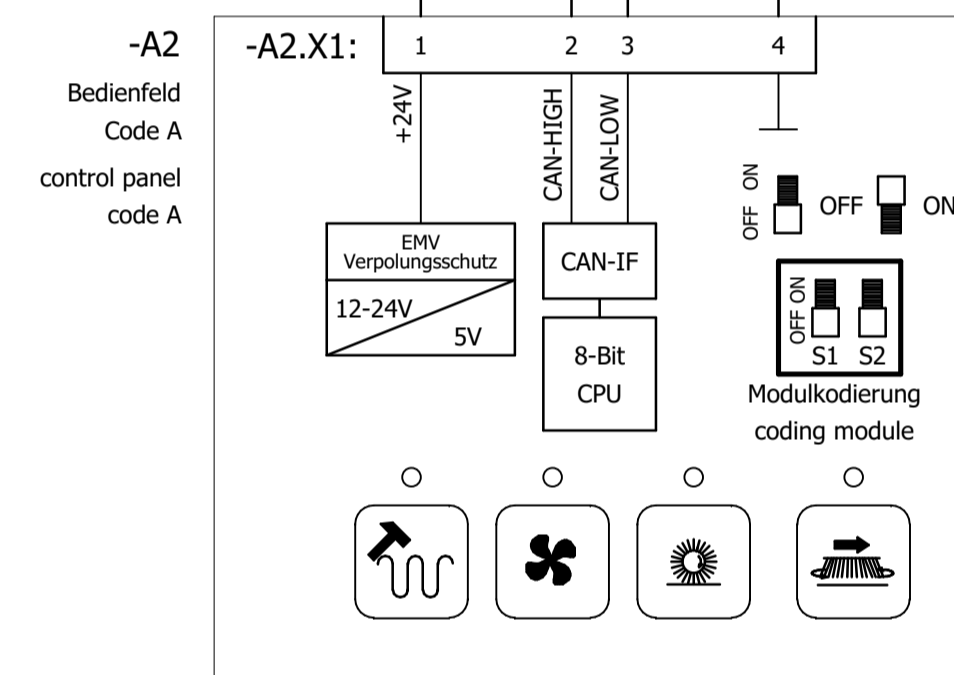 -A2
Bedienfeld
Code A
control panel
code A
-A2.X1:
1
2
3
4
+24V
CAN-HIGH
CAN-LOW
EMV
Verpolungsschutz
12-24V
5V
CAN-IF
8-Bit
CPU
OFF ON
OFF
ON
OFF ON
S1 S2
Modulkodierung
coding module